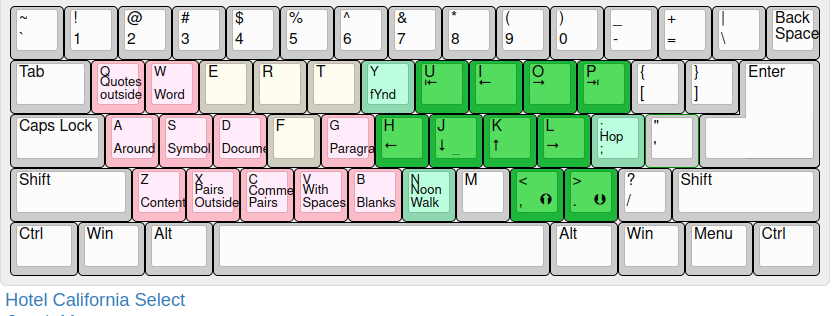 ~ ! @ # $ % ^ & * ( ) _ + | Back
` 1 2 3 4 5 6 7 8 9 0 - = \ Space
Tab Q W E R T Y U I O P { } Enter
Quotes ⇤ ← → ⇥
outside Word fYnd [ ]
Caps Lock A S D F G H J K L : "
Hop
Around Symbol Docume Paragra ← ↓ _ ↑ → ; '
Shift Z X C V B N M < > ? Shift
Pairs Comme With Noon
Content Outside Pairs Spaces Blanks Walk , . /
Ctrl Win Alt Alt Win Menu Ctrl
Hotel California Select